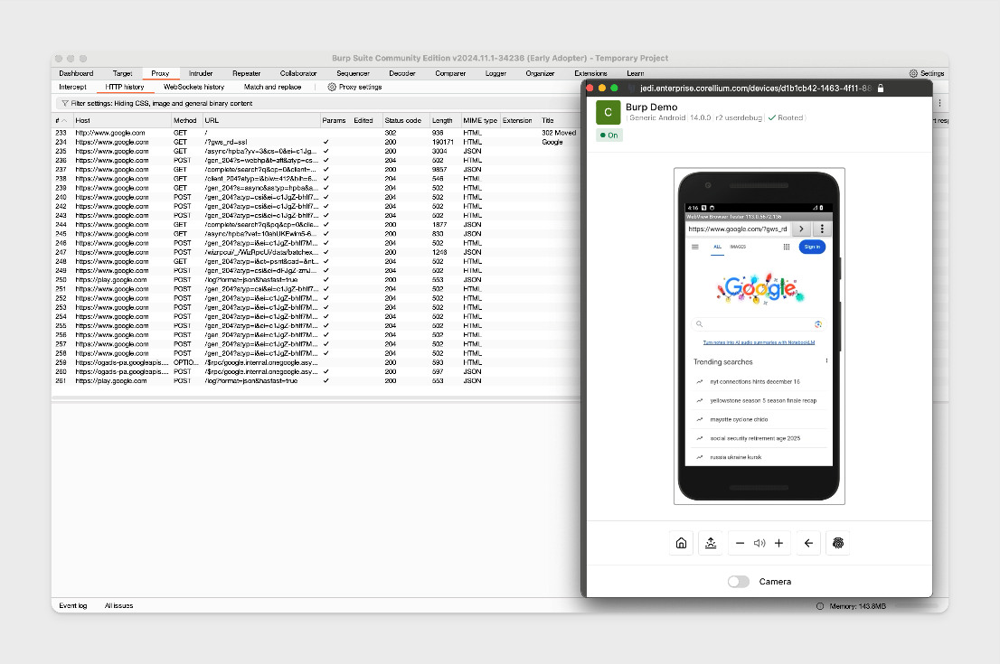 Burp Suite Community Edition v2024.11.1-34236 (Early Adopter) - Temporary Project
Dashboard Target Proxy Intruder Repeater Collaborator Sequencer Decoder Comparer Logger Organizer Extensions Learn Settings
Intercept HTTP history WebSockets history Match and replace Proxy settings
Filter settings: Hiding CSS, image and general binary content
# Host Method URL Params Edited Status code Length MIME type Extension Title
233 http://www.google.com GET / 302 936 HTML 302 Moved
234 https://www.google.com GET /?gws_rd=ssl ✓ 200 190171 HTML Google
235 https://www.google.com GET /async/hpba?yv=3&cs=0&ei=c1Jg... ✓ 200 3004 JSON
236 https://www.google.com POST /gen_204?s=webhp&t=aft&atyp=cs... ✓ 204 502 HTML
237 https://www.google.com GET /complete/search?q&cp=0&client=... ✓ 200 9857 JSON
238 https://www.google.com GET /client_204?atyp=i&biw=412&bih=6... ✓ 204 546 HTML
239 https://www.google.com GET /gen_204?s=async&astyp=hpba&a... ✓ 204 502 HTML
240 https://www.google.com POST /gen_204?atyp=csi&ei=c1JgZ-bhIf7... ✓ 204 502 HTML
242 https://www.google.com POST /gen_204?atyp=csi&ei=c1JgZ-bhIf7... ✓ 204 502 HTML
243 https://www.google.com POST /gen_204?atyp=csi&ei=c1JgZ-bhIf7... ✓ 204 502 HTML
244 https://www.google.com GET /complete/search?q&pq&cp=0&clie... ✓ 200 1877 JSON
245 https://www.google.com GET /async/hpba?vet=10ahUKEwim5-6... ✓ 200 830 JSON
246 https://www.google.com POST /gen_204?atyp=i&ei=c1JgZ-bhIf7M... ✓ 204 502 HTML
247 https://www.google.com POST /wizrpcui/_/WizRpcUi/data/batchex... ✓ 200 1246 JSON
248 https://www.google.com GET /gen_204?atyp=i&ct=psnt&cad=&nt... ✓ 204 502 HTML
249 https://www.google.com POST /gen_204?atyp=csi&ei=dFJgZ-zmJ... ✓ 204 502 HTML
250 https://play.google.com POST /log?format=json&hasfast=true ✓ 200 553 JSON
251 https://www.google.com POST /gen_204?atyp=csi&ei=c1JgZ-bhIf7... ✓ 204 502 HTML
252 https://www.google.com POST /gen_204?atyp=i&ei=c1JgZ-bhIf7M... ✓ 204 502 HTML
253 https://www.google.com POST /gen_204?atyp=i&ei=c1JgZ-bhIf7M... ✓ 204 502 HTML
254 https://www.google.com POST /gen_204?atyp=i&ei=c1JgZ-bhIf7M... ✓ 204 502 HTML
255 https://www.google.com POST /gen_204?atyp=i&ei=c1JgZ-bhIf7M... ✓ 204 502 HTML
256 https://www.google.com POST /gen_204?atyp=i&ei=c1JgZ-bhIf7M... ✓ 204 502 HTML
257 https://www.google.com POST /gen_204?atyp=i&ei=c1JgZ-bhIf7M... ✓ 204 502 HTML
258 https://www.google.com POST /gen_204?atyp=i&ei=c1JgZ-bhIf7M... ✓ 204 502 HTML
259 https://ogads-pa.googleapis.... OPTIO... /$rpc/google.internal.onegoogle.asy... 200 593 HTML
260 https://ogads-pa.googleapis.... POST /$rpc/google.internal.onegoogle.asy... ✓ 200 597 JSON
261 https://play.google.com POST /log?format=json&hasfast=true ✓ 200 553 JSON
Event log All issues
Memory: 143.8MB
jedi.enterprise.corellium.com/devices/d1b1cb42-1463-4f11-88
C
Burp Demo
Generic Android 14.0.0 r2 userdebug ✓ Rooted
On
4:16
WebView Browser Tester 113.0.5672.136
https://www.google.com/?gws_rd
ALL IMAGES Sign in
Google
Turn notes into AI audio summaries with NotebookLM
Trending searches
nyt connections hints december 16
yellowstone season 5 season finale recap
mayotte cyclone chido
social security retirement age 2025
russia ukraine kursk
Camera